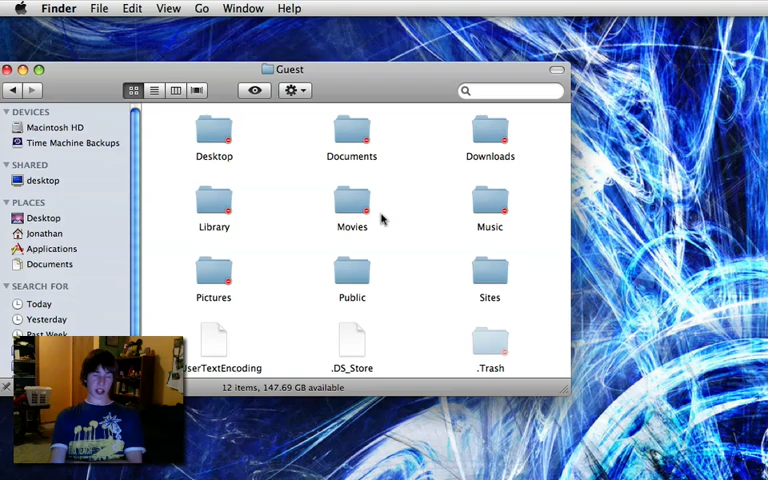 Finder File Edit View Go Window Help
Guest
DEVICES
Macintosh HD
Time Machine Backups
SHARED
desktop
PLACES
Desktop
Jonathan
Applications
Documents
SEARCH FOR
Today
Yesterday
Past Week
Desktop Documents Downloads
Library Movies Music
Pictures Public Sites
UserTextEncoding .DS_Store .Trash
12 items, 147.69 GB available